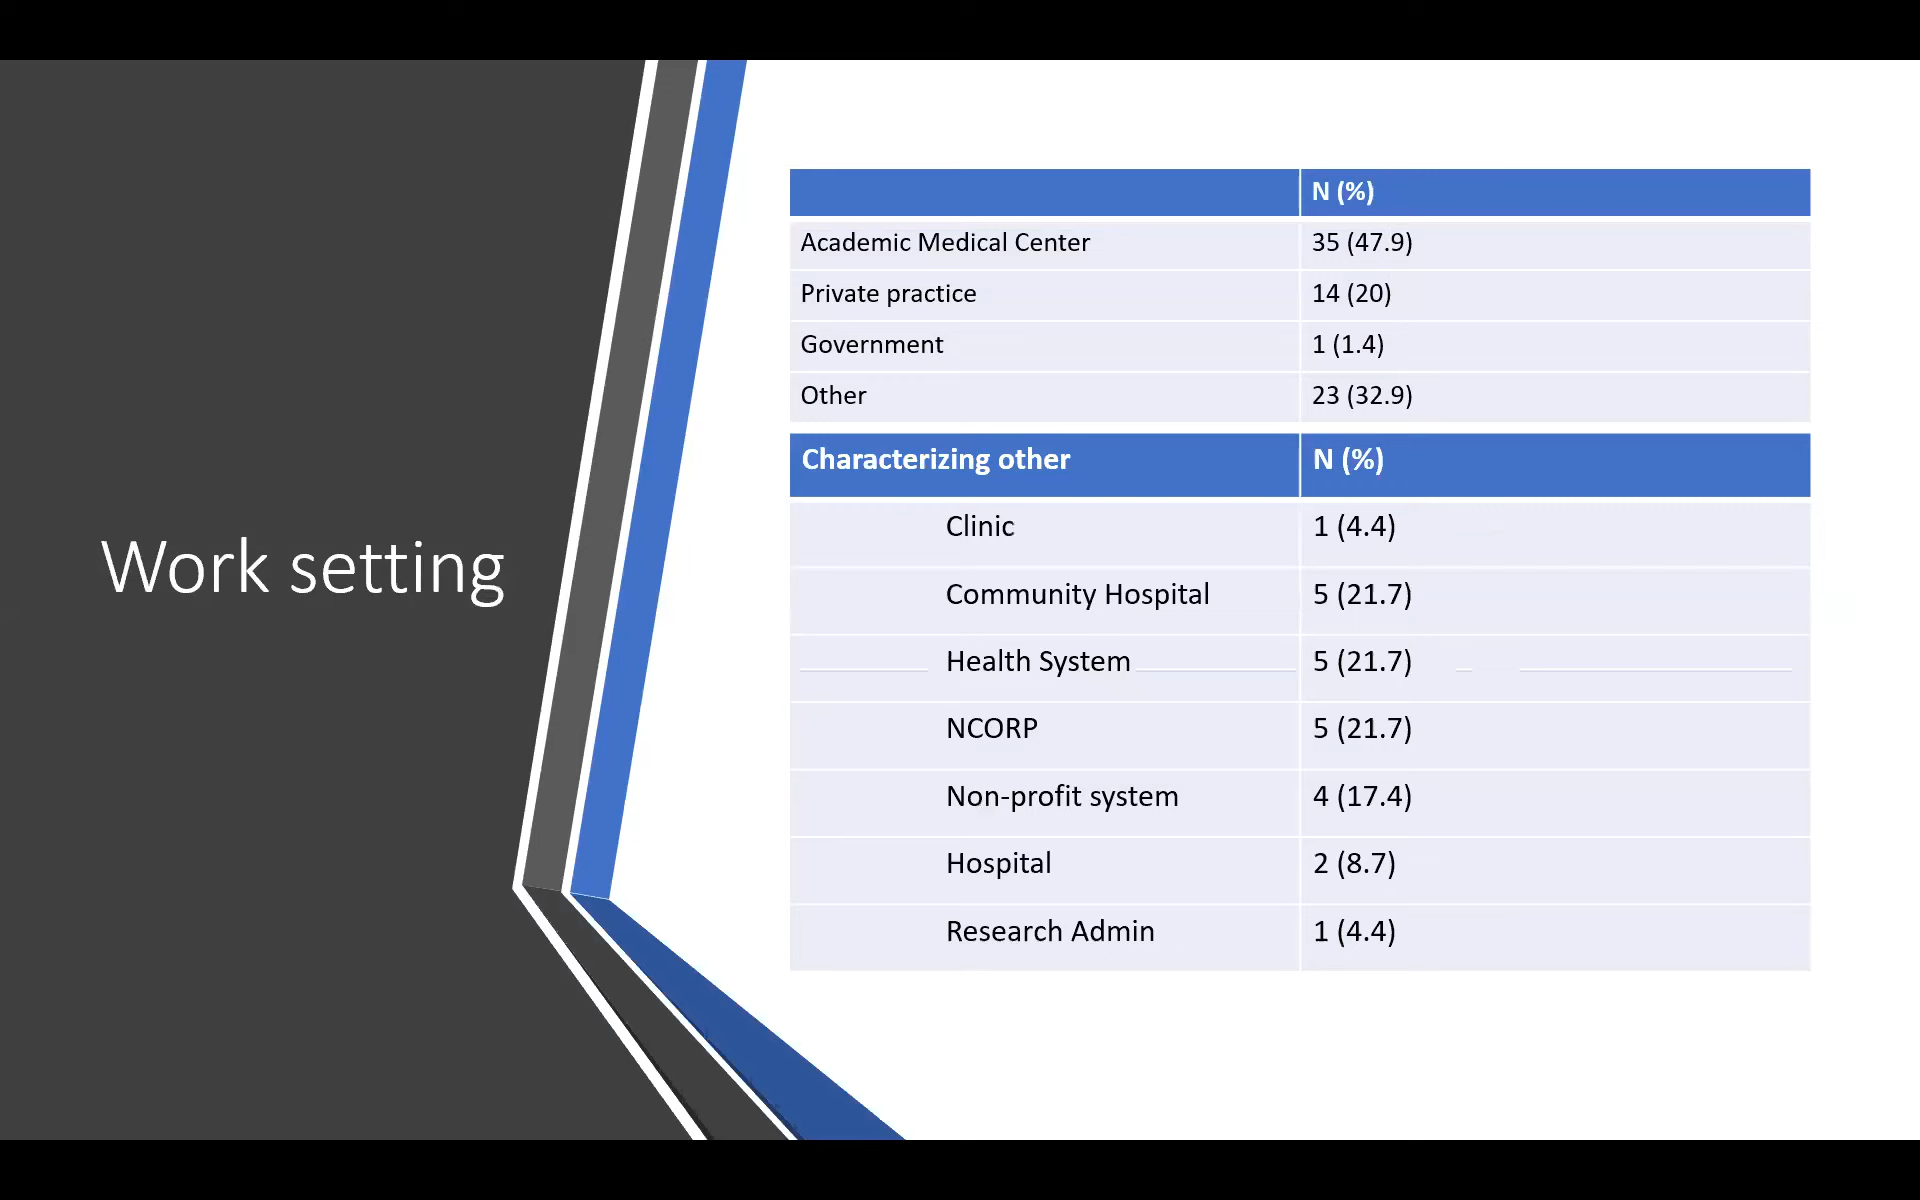 Work setting
N (%)
Academic Medical Center 35 (47.9)
Private practice 14 (20)
Government 1 (1.4)
Other 23 (32.9)
Characterizing other N (%)
Clinic 1 (4.4)
Community Hospital 5 (21.7)
Health System 5 (21.7)
NCORP 5 (21.7)
Non-profit system 4 (17.4)
Hospital 2 (8.7)
Research Admin 1 (4.4)